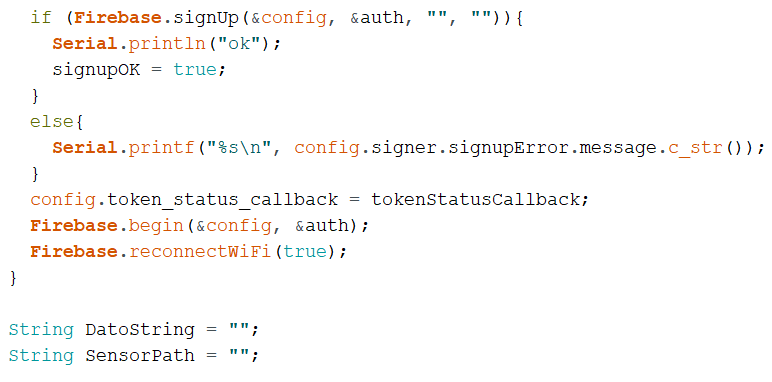 if (Firebase.signUp(&config, &auth, "", "")){
Serial.println("ok");
signupOK = true;
}
else{
Serial.printf("%s\n", config.signer.signupError.message.c_str());
}
config.token_status_callback = tokenStatusCallback;
Firebase.begin(&config, &auth);
Firebase.reconnectWiFi(true);
}
String DatoString = "";
String SensorPath = "";